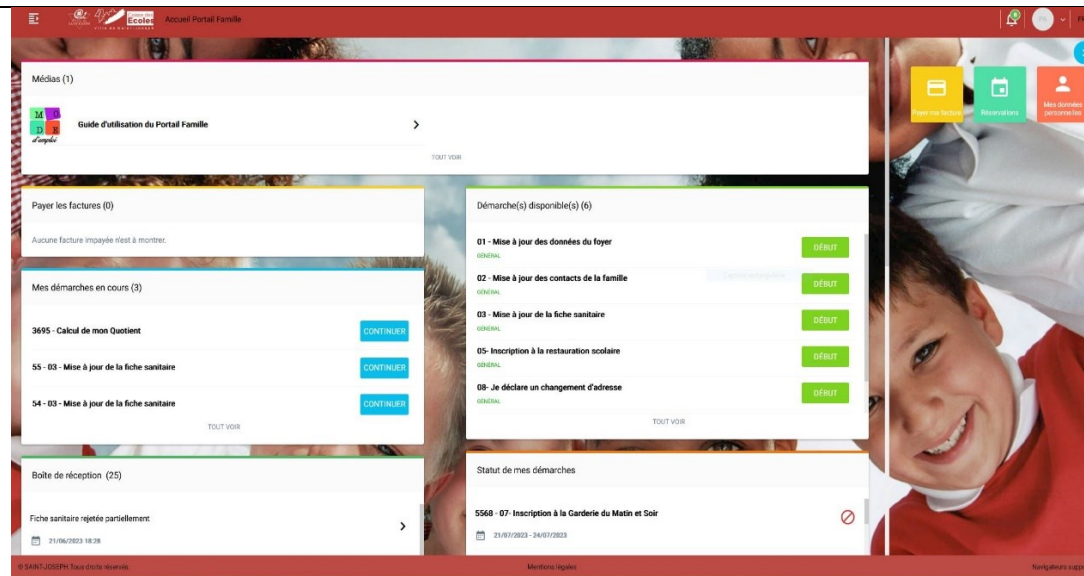 Ecoles
VILLE DE SAINT-JOSEPH
Accueil Portail Famille
Médias (1)
M O
D E
d'emploi
Guide d'utilisation du Portail Famille
TOUT VOIR
Payer ma facture
Réservations
Mes données
personnelles
Payer les factures (0)
Aucune facture impayée n'est à montrer.
Mes démarches en cours (3)
3695 - Calcul de mon Quotient
CONTINUER
55 - 03 - Mise à jour de la fiche sanitaire
CONTINUER
54 - 03 - Mise à jour de la fiche sanitaire
CONTINUER
TOUT VOIR
Démarche(s) disponible(s) (6)
01 - Mise à jour des données du foyer
GÉNÉRAL
DÉBUT
02 - Mise à jour des contacts de la famille
GÉNÉRAL
DÉBUT
03 - Mise à jour de la fiche sanitaire
GÉNÉRAL
DÉBUT
05- Inscription à la restauration scolaire
GÉNÉRAL
DÉBUT
08- Je déclare un changement d'adresse
GÉNÉRAL
DÉBUT
TOUT VOIR
Boîte de réception (25)
Fiche sanitaire rejetée partiellement
21/06/2023 18:28
Statut de mes démarches
5568 - 07- Inscription à la Garderie du Matin et Soir
21/07/2023 - 24/07/2023
© SAINT-JOSEPH Tous droits réservés.
Mentions légales
Navigateurs